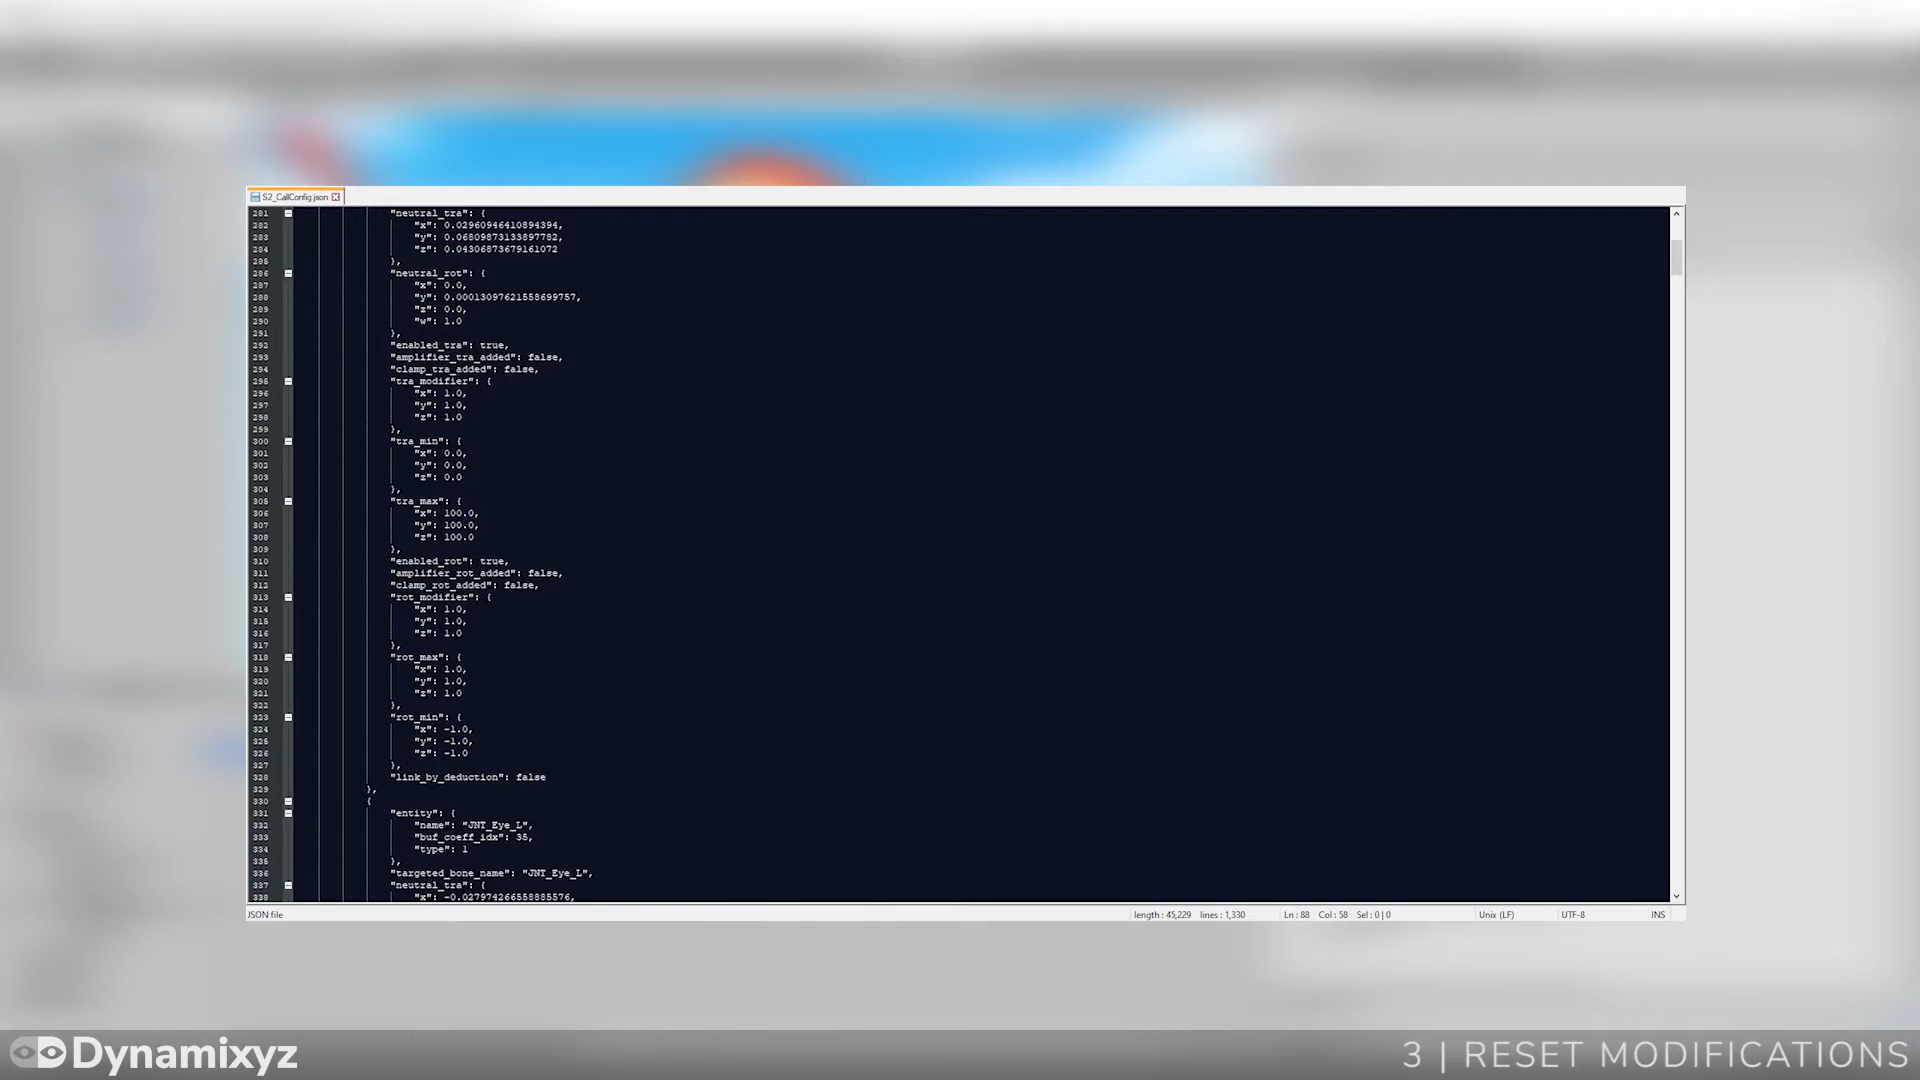 S2_CallConfig.json
281 "neutral_tra": {
282 "x": 0.02960946410894394,
283 "y": 0.06809873133897782,
284 "z": 0.04306873679161072
285 },
286 "neutral_rot": {
287 "x": 0.0,
288 "y": 0.00013097621558699757,
289 "z": 0.0,
290 "w": 1.0
291 },
292 "enabled_tra": true,
293 "amplifier_tra_added": false,
294 "clamp_tra_added": false,
295 "tra_modifier": {
296 "x": 1.0,
297 "y": 1.0,
298 "z": 1.0
299 },
300 "tra_min": {
301 "x": 0.0,
302 "y": 0.0,
303 "z": 0.0
304 },
305 "tra_max": {
306 "x": 100.0,
307 "y": 100.0,
308 "z": 100.0
309 },
310 "enabled_rot": true,
311 "amplifier_rot_added": false,
312 "clamp_rot_added": false,
313 "rot_modifier": {
314 "x": 1.0,
315 "y": 1.0,
316 "z": 1.0
317 },
318 "rot_max": {
319 "x": 1.0,
320 "y": 1.0,
321 "z": 1.0
322 },
323 "rot_min": {
324 "x": -1.0,
325 "y": -1.0,
326 "z": -1.0
327 },
328 "link_by_deduction": false
329 },
330 {
331 "entity": {
332 "name": "JNT_Eye_L",
333 "buf_coeff_idx": 35,
334 "type": 1
335 },
336 "targeted_bone_name": "JNT_Eye_L",
337 "neutral_tra": {
338 "x": -0.027974266558885576,
JSON file length : 45,229 lines : 1,330 Ln : 88 Col : 58 Sel : 0 | 0 Unix (LF) UTF-8 INS
Dynamixyz
3 | RESET MODIFICATIONS